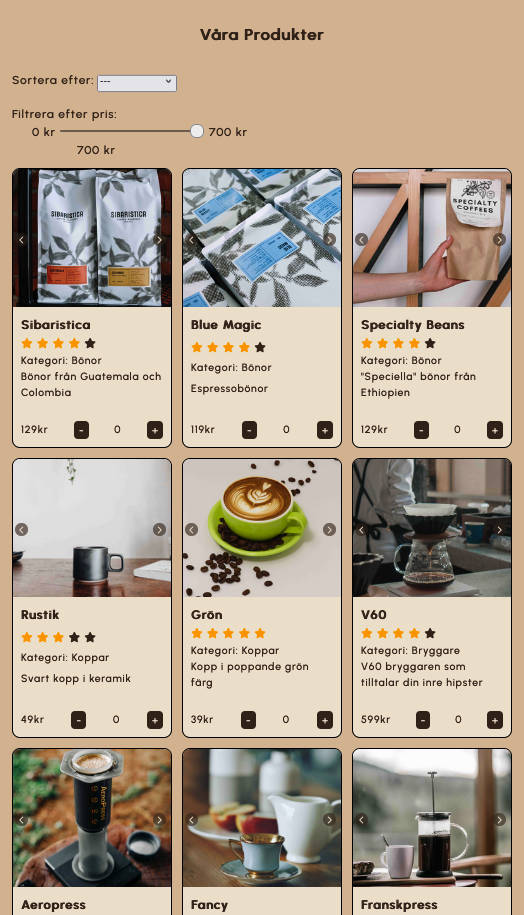 Våra Produkter
Sortera efter: ---
Filtrera efter pris:
0 kr 700 kr
700 kr
SIBARISTICA SIBARISTICA
SPECIALTY
COFFEES
Sibaristica
Kategori: Bönor
Bönor från Guatemala och
Colombia
129kr - 0 +
Blue Magic
Kategori: Bönor
Espressobönor
119kr - 0 +
Specialty Beans
Kategori: Bönor
"Speciella" bönor från
Ethiopien
129kr - 0 +
Rustik
Kategori: Koppar
Svart kopp i keramik
49kr - 0 +
Grön
Kategori: Koppar
Kopp i poppande grön
färg
39kr - 0 +
V60
Kategori: Bryggare
V60 bryggaren som
tilltalar din inre hipster
599kr - 0 +
AeroPress
Aeropress
Fancy
Franskpress